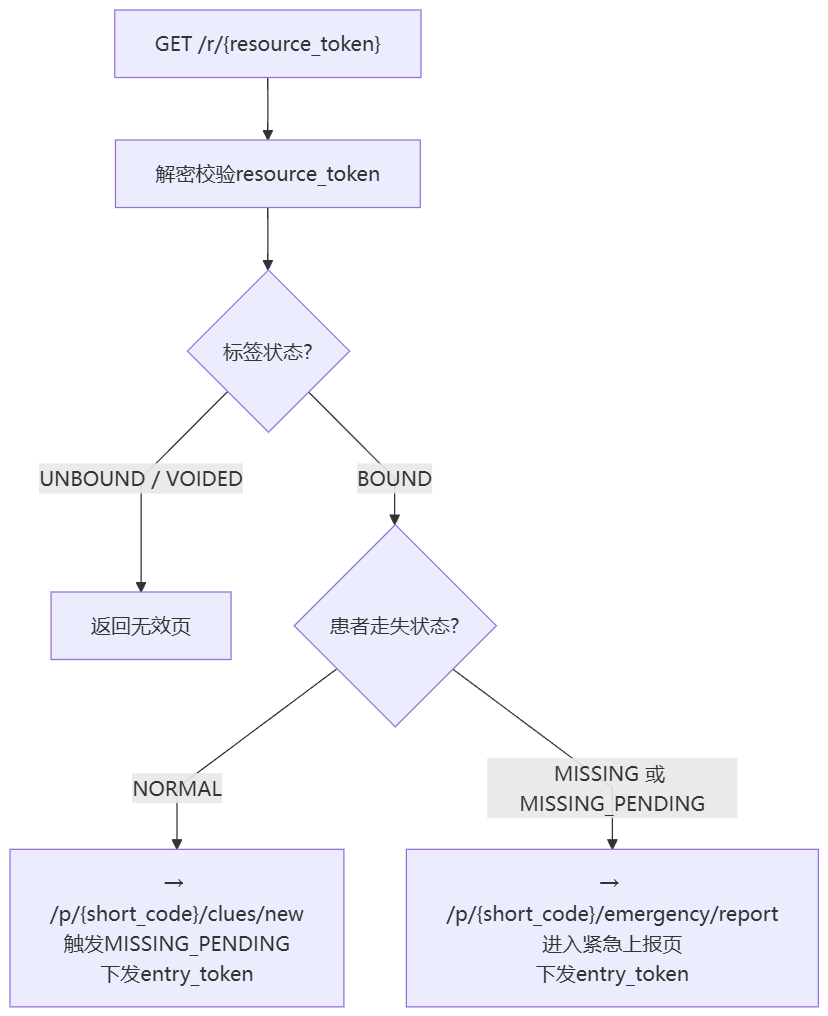 GET /r/{resource_token}
解密校验resource_token
标签状态?
UNBOUND / VOIDED
BOUND
返回无效页
患者走失状态?
NORMAL
MISSING 或
MISSING_PENDING
→
/p/{short_code}/clues/new
触发MISSING_PENDING
下发entry_token
→
/p/{short_code}/emergency/report
进入紧急上报页
下发entry_token